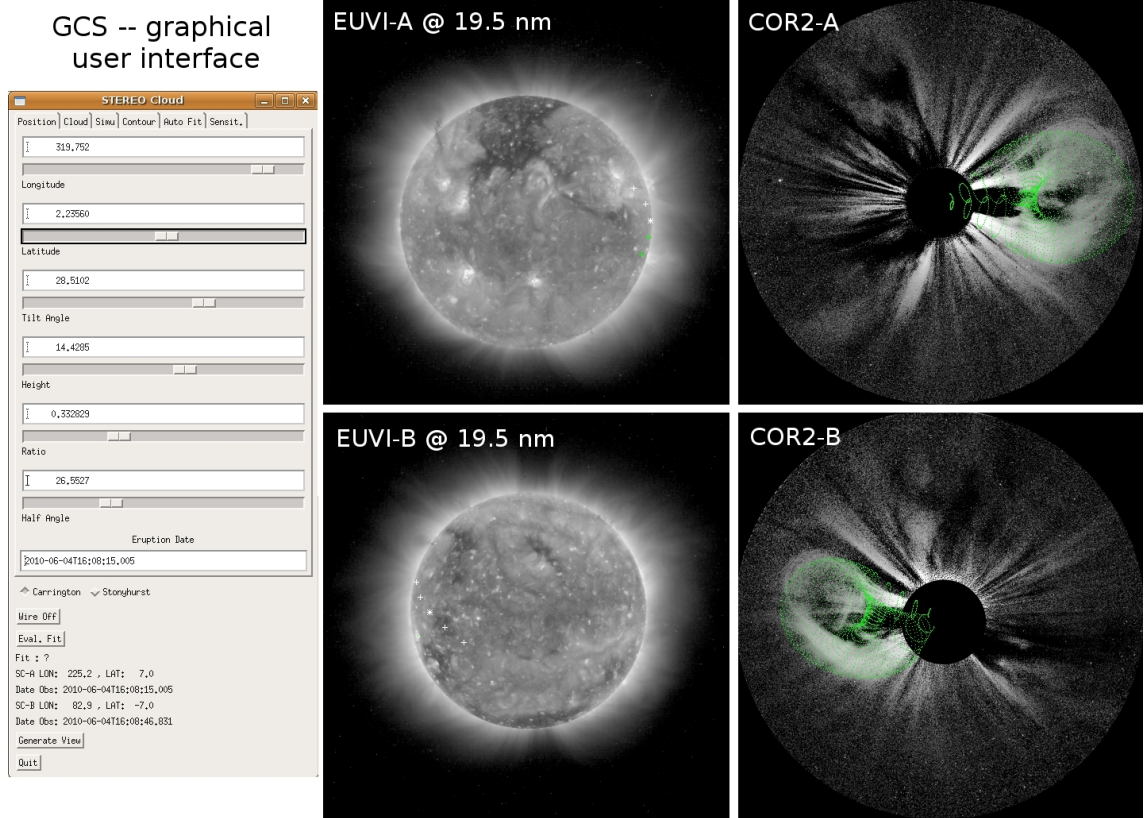 GCS -- graphical
user interface
STEREO Cloud
Position Cloud Simu Contour Auto Fit Sensit.
319.752
Longitude
2.23560
Latitude
28.5102
Tilt Angle
14.4285
Height
0.332829
Ratio
26.5527
Half Angle
Eruption Date
2010-06-04T16:08:15.005
Carrington Stonyhurst
Wire Off
Eval. Fit
Fit : ?
SC-A LON: 225.2 , LAT: 7.0
Date Obs: 2010-06-04T16:08:15.005
SC-B LON: 82.9 , LAT: -7.0
Date Obs: 2010-06-04T16:08:46.831
Generate View
Quit
EUVI-A @ 19.5 nm
COR2-A
EUVI-B @ 19.5 nm
COR2-B